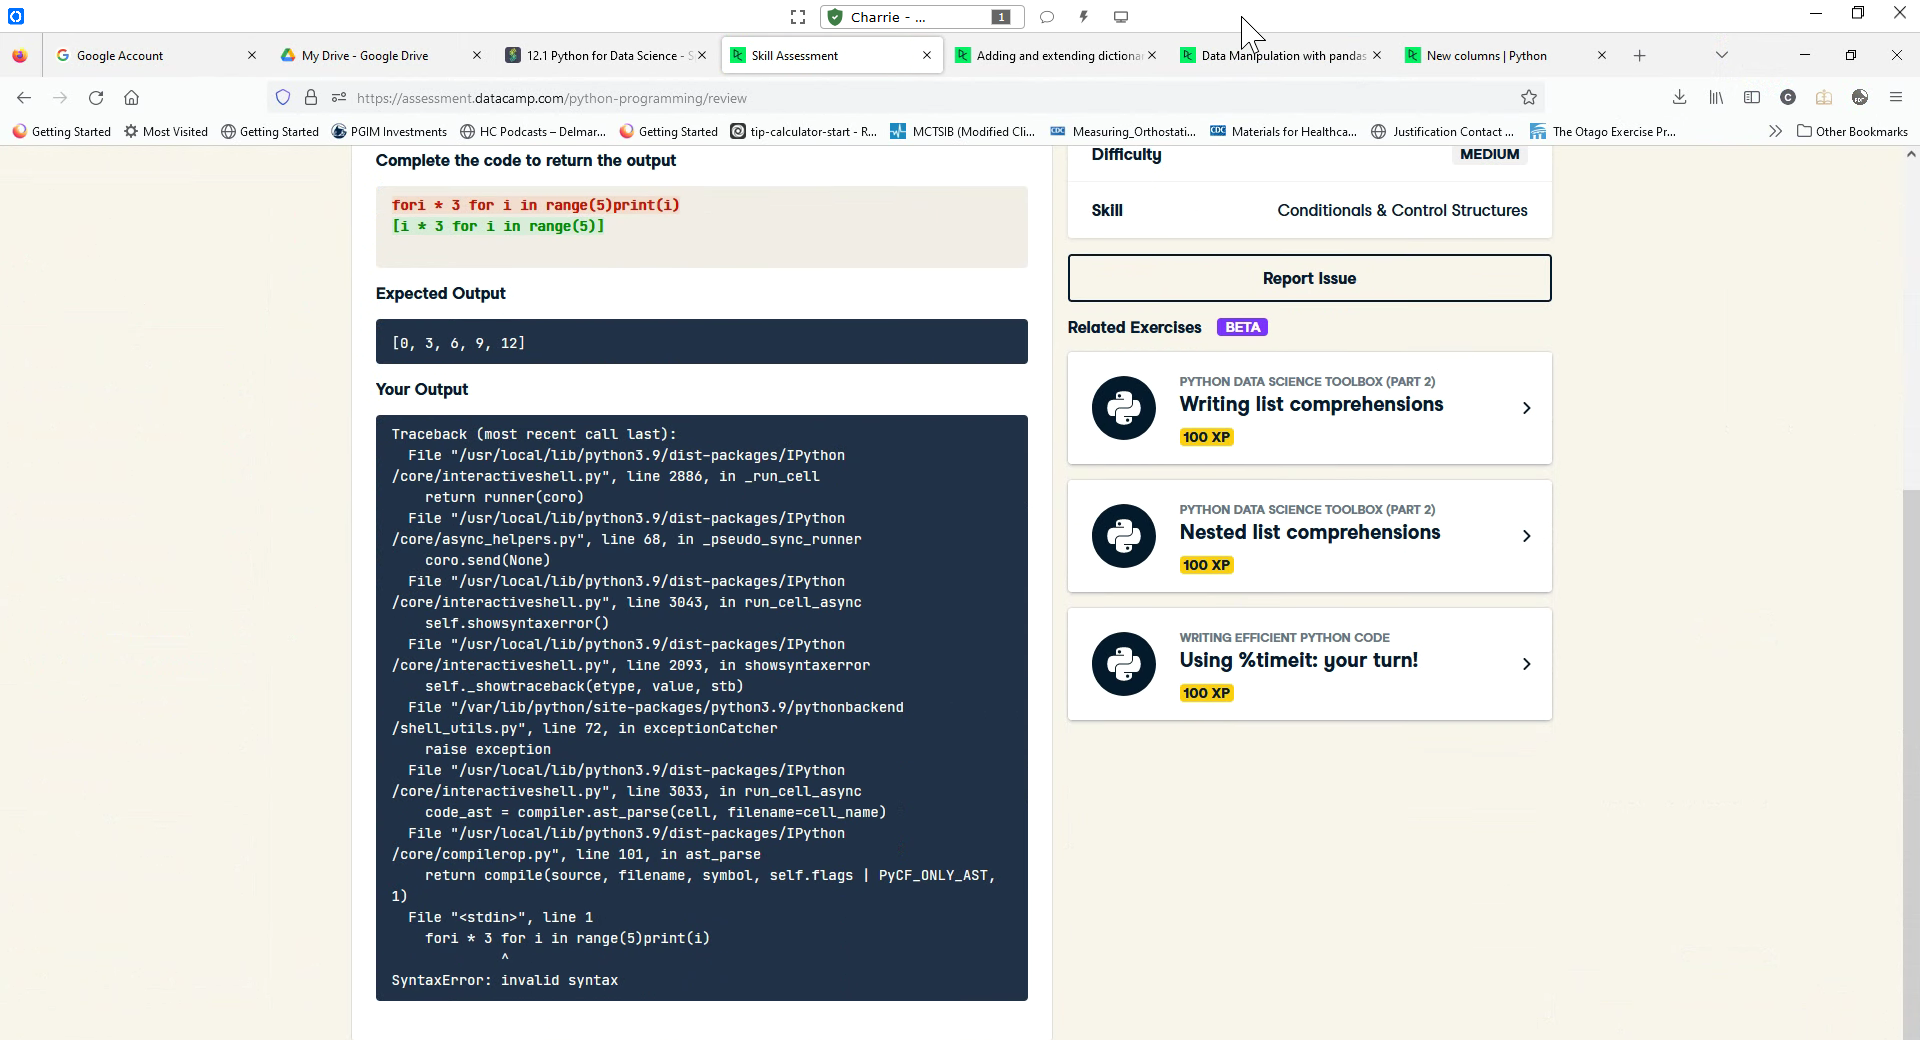 Charrie - ...
1
Google Account
My Drive - Google Drive
12.1 Python for Data Science - S
Skill Assessment
Adding and extending dictionar
Data Manipulation with pandas
New columns | Python
https://assessment.datacamp.com/python-programming/review
Getting Started
Most Visited
Getting Started
PGIM Investments
HC Podcasts – Delmar...
Getting Started
tip-calculator-start - R...
MCTSIB (Modified Cli...
Measuring_Orthostati...
Materials for Healthca...
Justification Contact ...
The Otago Exercise Pr...
Other Bookmarks
Complete the code to return the output
fori * 3 for i in range(5)print(i)
[i * 3 for i in range(5)]
Expected Output
[0, 3, 6, 9, 12]
Your Output
Traceback (most recent call last):
File "/usr/local/lib/python3.9/dist-packages/IPython
/core/interactiveshell.py", line 2886, in _run_cell
return runner(coro)
File "/usr/local/lib/python3.9/dist-packages/IPython
/core/async_helpers.py", line 68, in _pseudo_sync_runner
coro.send(None)
File "/usr/local/lib/python3.9/dist-packages/IPython
/core/interactiveshell.py", line 3043, in run_cell_async
self.showsyntaxerror()
File "/usr/local/lib/python3.9/dist-packages/IPython
/core/interactiveshell.py", line 2093, in showsyntaxerror
self._showtraceback(etype, value, stb)
File "/var/lib/python/site-packages/python3.9/pythonbackend
/shell_utils.py", line 72, in exceptionCatcher
raise exception
File "/usr/local/lib/python3.9/dist-packages/IPython
/core/interactiveshell.py", line 3033, in run_cell_async
code_ast = compiler.ast_parse(cell, filename=cell_name)
File "/usr/local/lib/python3.9/dist-packages/IPython
/core/compilerop.py", line 101, in ast_parse
return compile(source, filename, symbol, self.flags | PyCF_ONLY_AST,
1)
File "<stdin>", line 1
fori * 3 for i in range(5)print(i)
^
SyntaxError: invalid syntax
Difficulty
MEDIUM
Skill
Conditionals & Control Structures
Report Issue
Related Exercises
BETA
PYTHON DATA SCIENCE TOOLBOX (PART 2)
Writing list comprehensions
100 XP
PYTHON DATA SCIENCE TOOLBOX (PART 2)
Nested list comprehensions
100 XP
WRITING EFFICIENT PYTHON CODE
Using %timeit: your turn!
100 XP